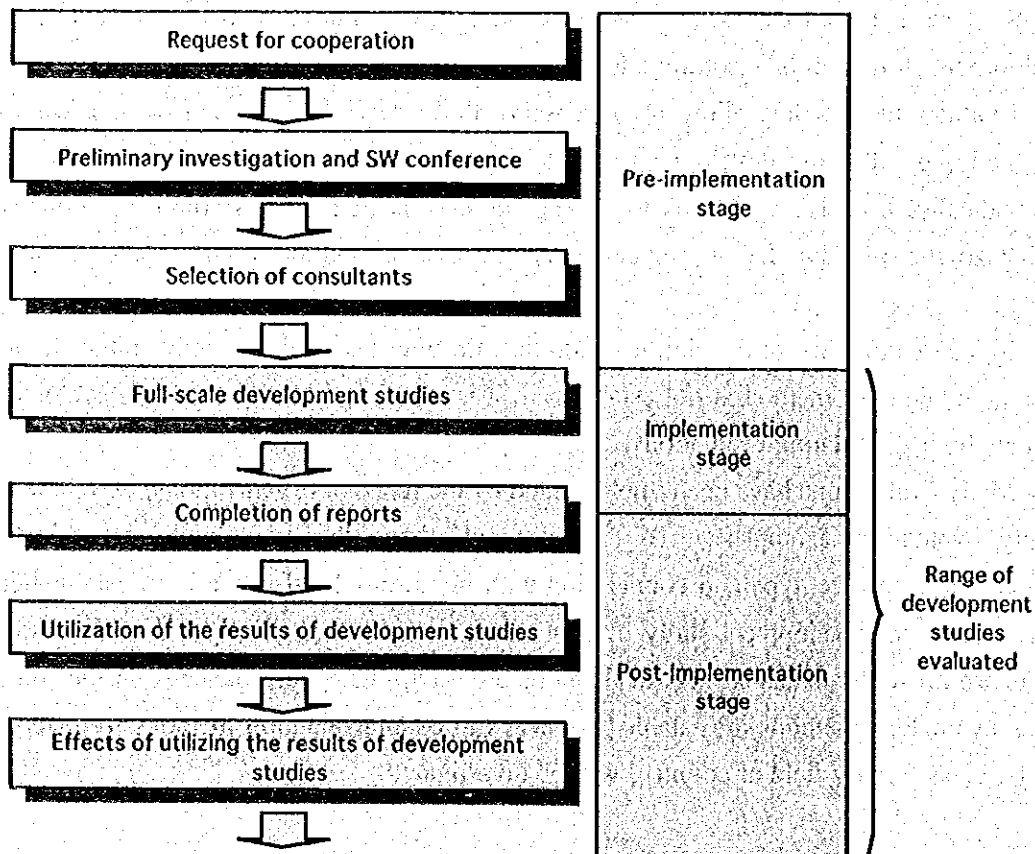 Request for cooperation
Preliminary investigation and SW conference
Selection of consultants
Full-scale development studies
Completion of reports
Utilization of the results of development studies
Effects of utilizing the results of development
studies
Pre-implementation
stage
Implementation
stage
Post-implementation
stage
Range of
development
studies
evaluated